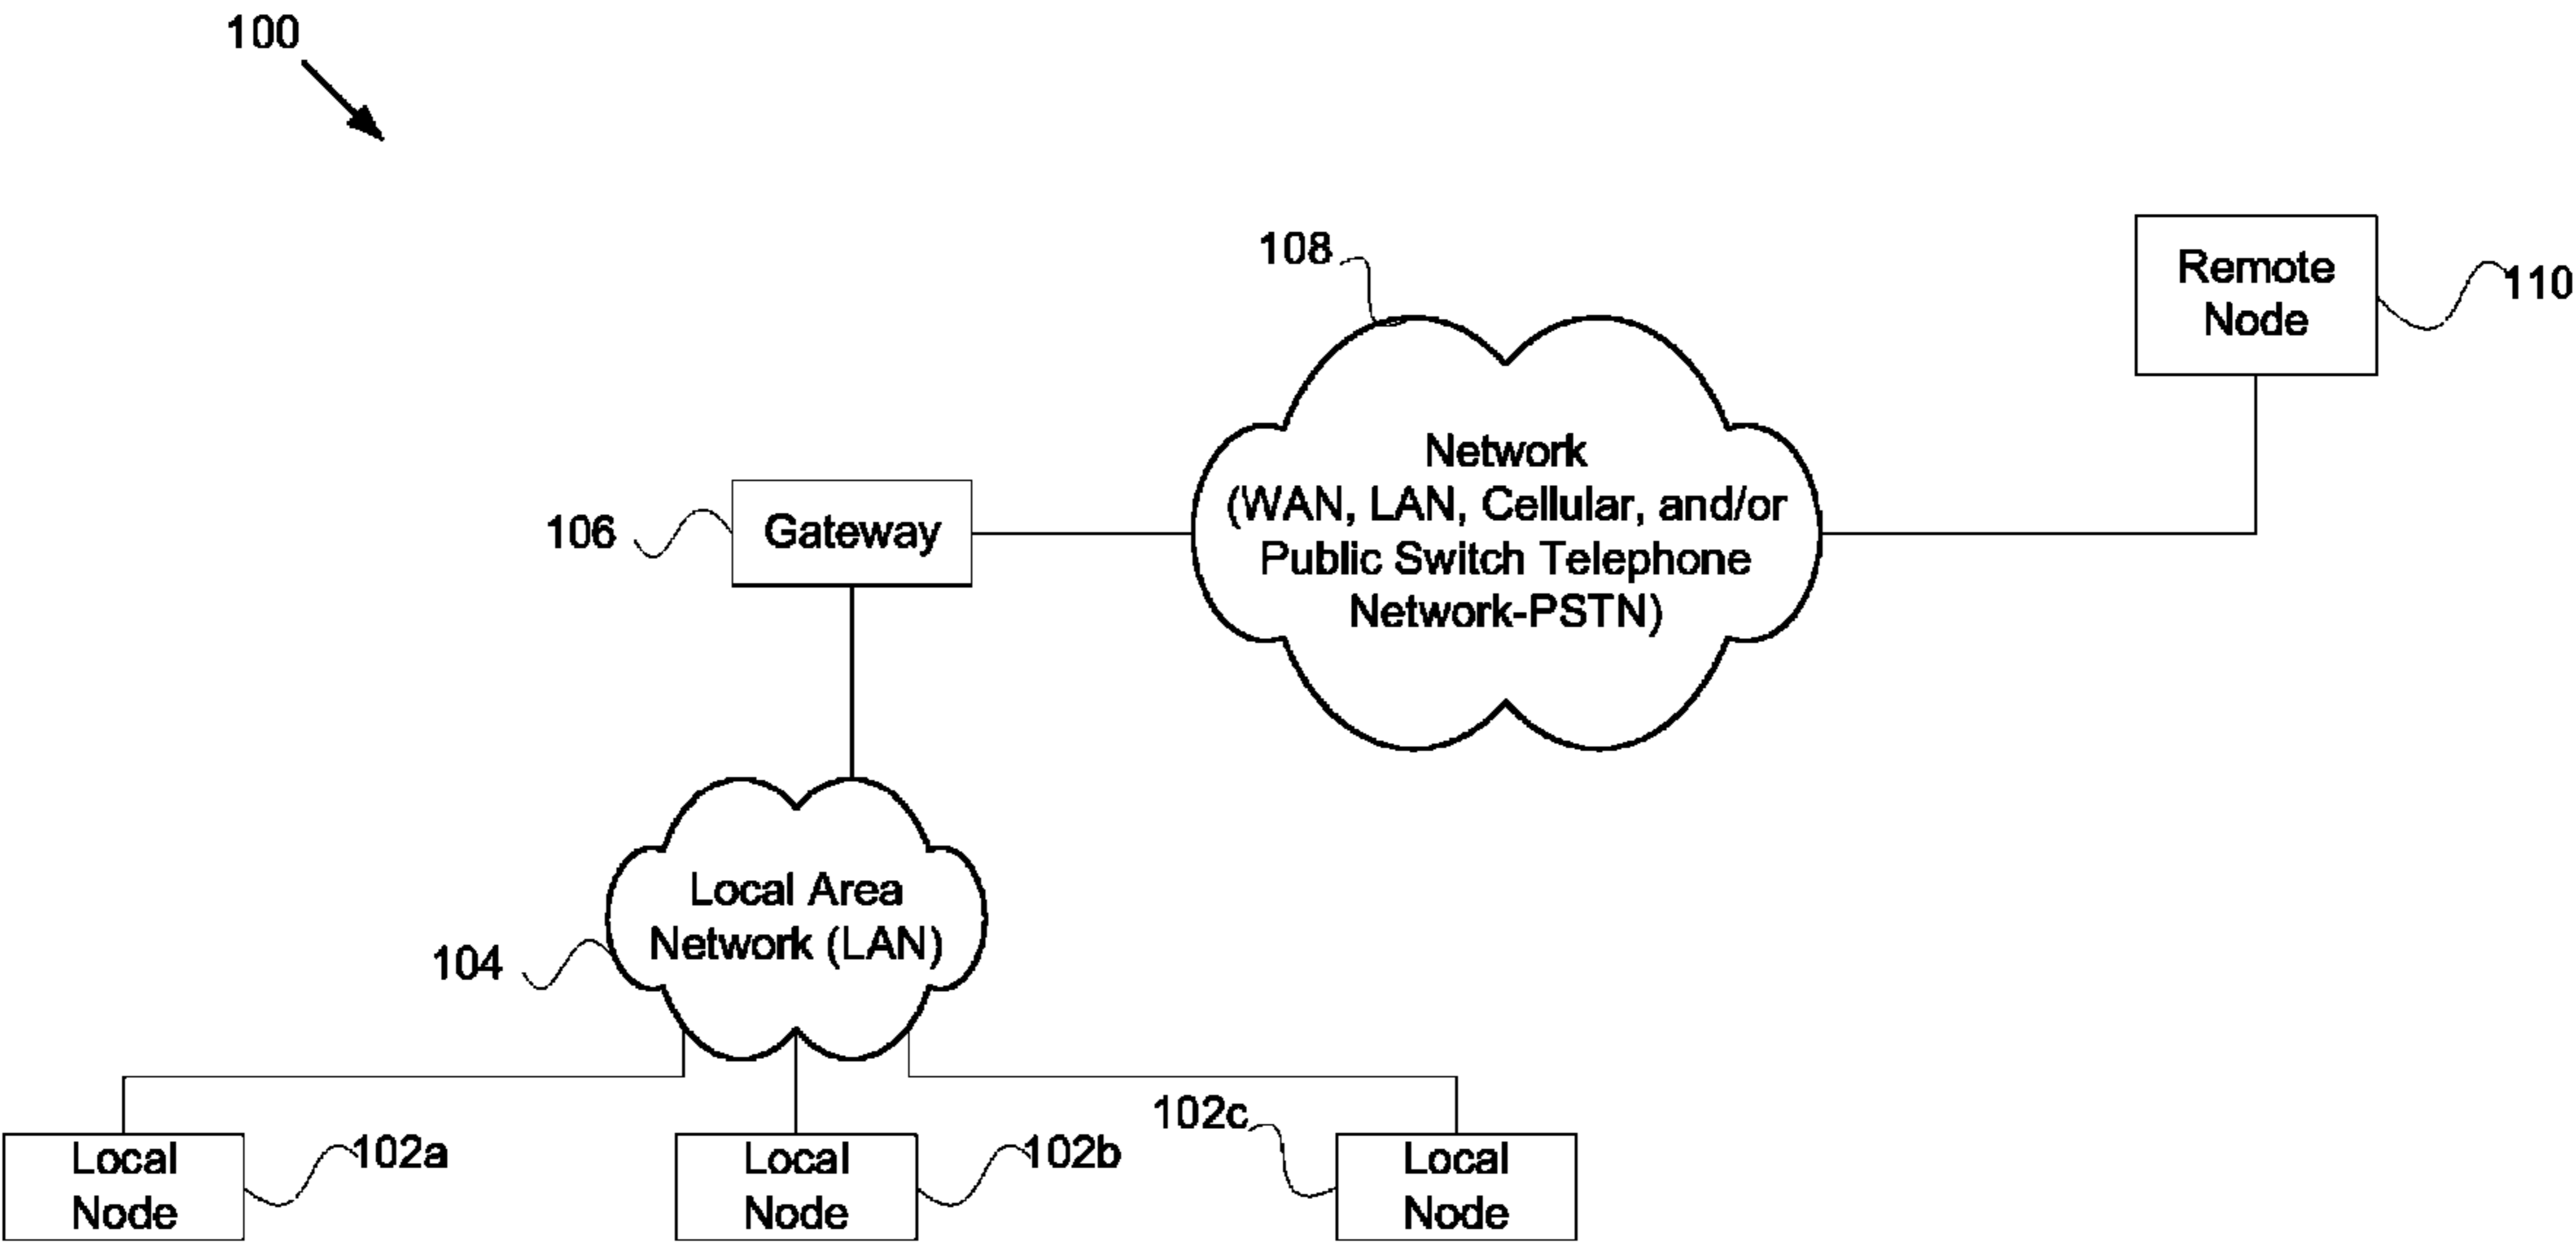 100
108
Remote
Node
110
Network
(WAN, LAN, Cellular, and/or
Public Switch Telephone
Network-PSTN)
106
Gateway
Local Area
Network (LAN)
104
Local
Node
102a
Local
Node
102b
102c
Local
Node